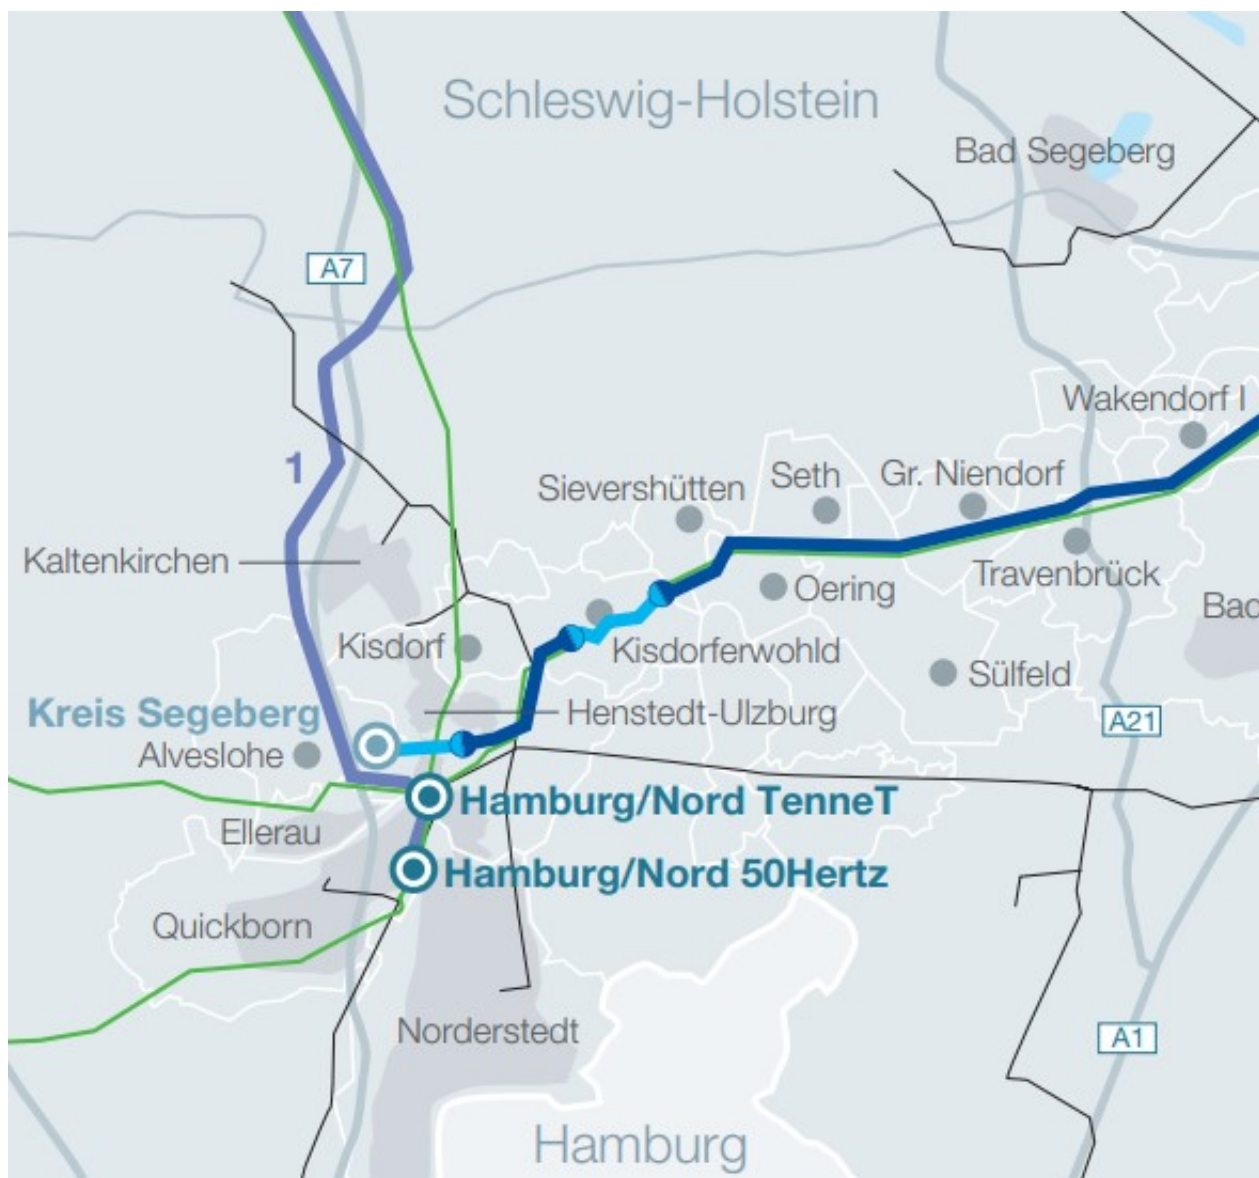 Schleswig-Holstein
Bad Segeberg
A7
Wakendorf I
1
Sievershütten
Seth
Gr. Niendorf
Kaltenkirchen
Travenbrück
Oering
Bad
Kisdorf
Kisdorferwohld
Sülfeld
Kreis Segeberg
Henstedt-Ulzburg
A21
Alveslohe
Hamburg/Nord TenneT
Ellerau
Hamburg/Nord 50Hertz
Quickborn
Norderstedt
A1
Hamburg